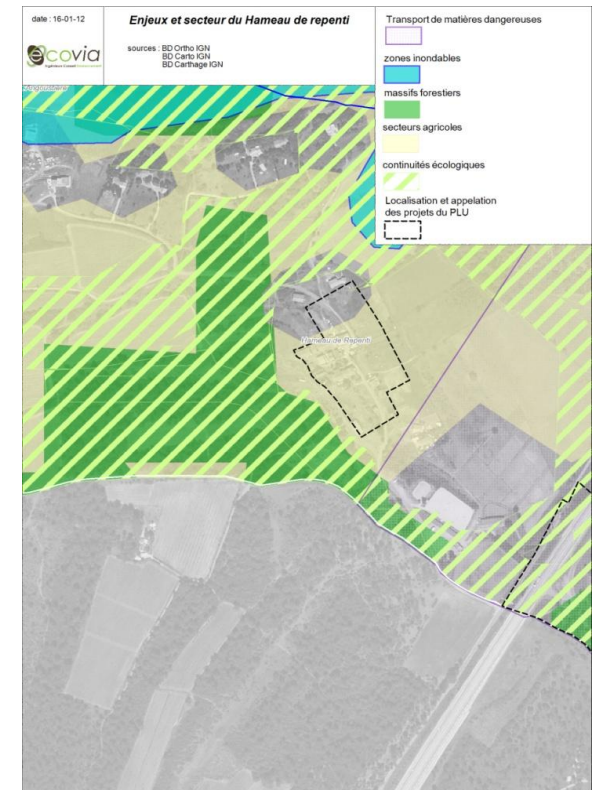 date : 16-01-12
Enjeux et secteur du Hameau de repenti
ecovia
sources : BD Ortho IGN
BD Carto IGN
BD Carthage IGN
Transport de matières dangereuses
zones inondables
massifs forestiers
secteurs agricoles
continuités écologiques
Localisation et appelation
des projets du PLU
Hameau de Repenti